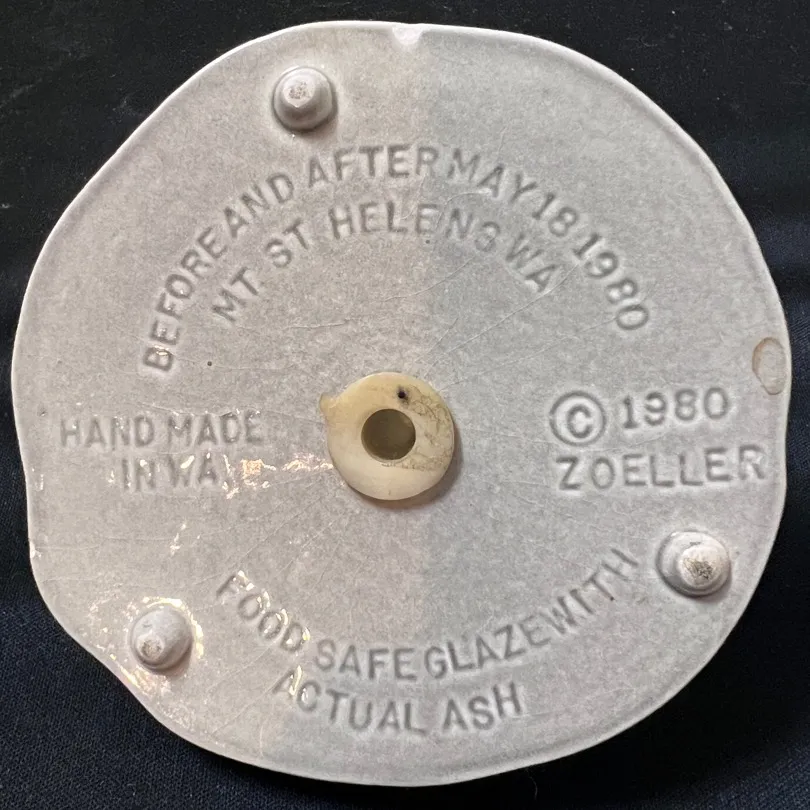 BEFORE AND AFTER MAY 18 1980
MT ST HELENS WA
HAND MADE
IN WA
© 1980
ZOELLER
FOOD SAFE GLAZE WITH
ACTUAL ASH